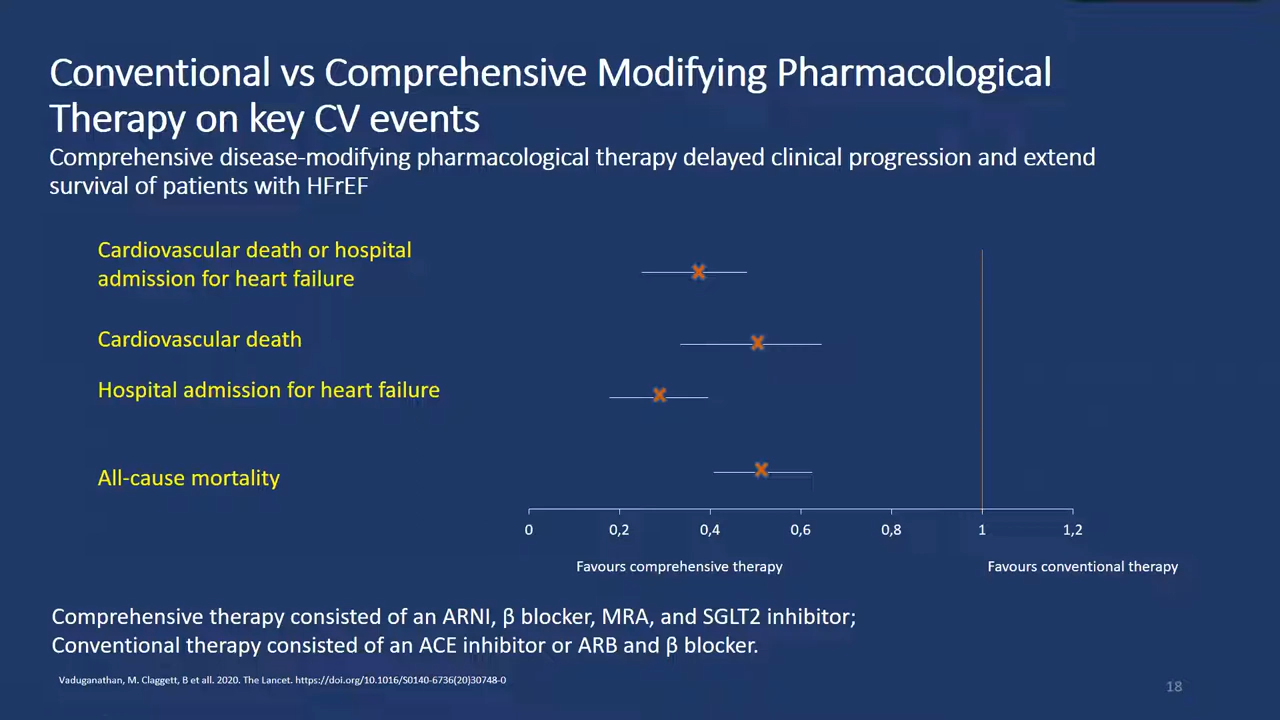 Conventional vs Comprehensive Modifying Pharmacological
Therapy on key CV events
Comprehensive disease-modifying pharmacological therapy delayed clinical progression and extend
survival of patients with HFrEF
Cardiovascular death or hospital
admission for heart failure
Cardiovascular death
Hospital admission for heart failure
All-cause mortality
0 0,2 0,4 0,6 0,8 1 1,2
Favours comprehensive therapy Favours conventional therapy
Comprehensive therapy consisted of an ARNI, β blocker, MRA, and SGLT2 inhibitor;
Conventional therapy consisted of an ACE inhibitor or ARB and β blocker.
Vaduganathan, M. Claggett, B et all. 2020. The Lancet. https://doi.org/10.1016/S0140-6736(20)30748-0
18